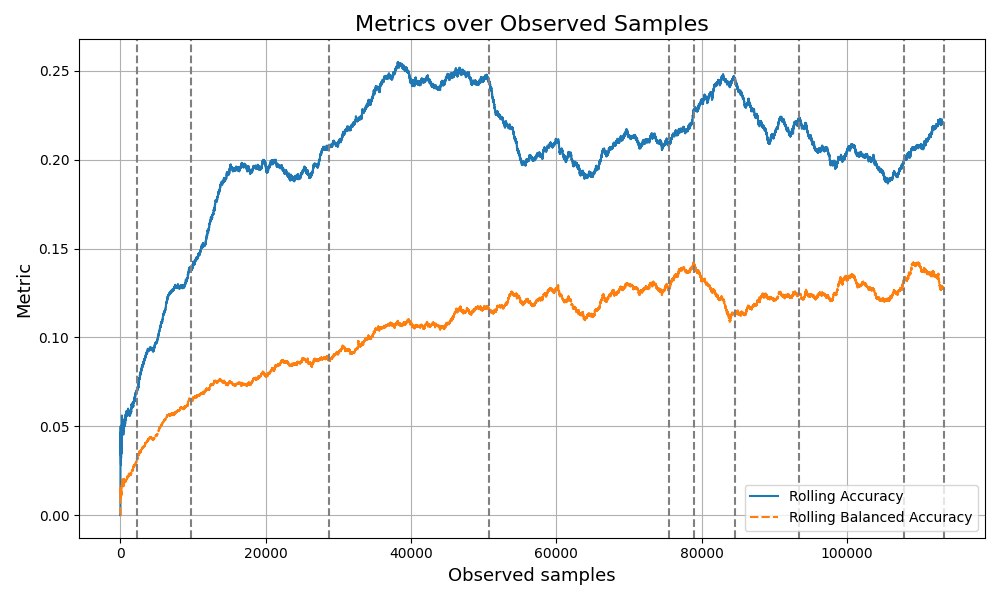 Metrics over Observed Samples
Metric
0.25
0.20
0.15
0.10
0.05
0.00
0
20000
40000
60000
80000
100000
Observed samples
Rolling Accuracy
Rolling Balanced Accuracy